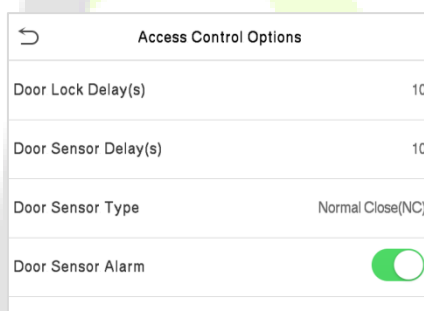 Access Control Options
Door Lock Delay(s) 10
Door Sensor Delay(s) 10
Door Sensor Type Normal Close(NC)
Door Sensor Alarm